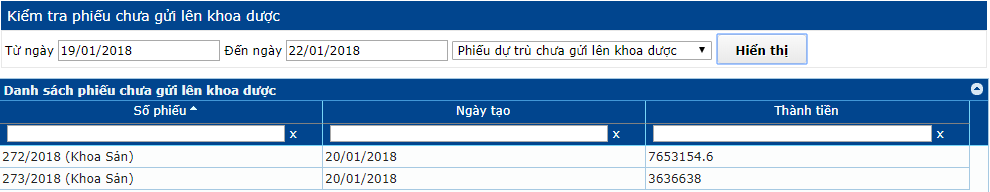 Kiểm tra phiếu chưa gửi lên khoa dược
Từ ngày 19/01/2018 Đến ngày 22/01/2018 Phiếu dự trù chưa gửi lên khoa dược Hiển thị
Danh sách phiếu chưa gửi lên khoa dược
Số phiếu Ngày tạo Thành tiền
x x x
272/2018 (Khoa Sản) 20/01/2018 7653154.6
273/2018 (Khoa Sản) 20/01/2018 3636638